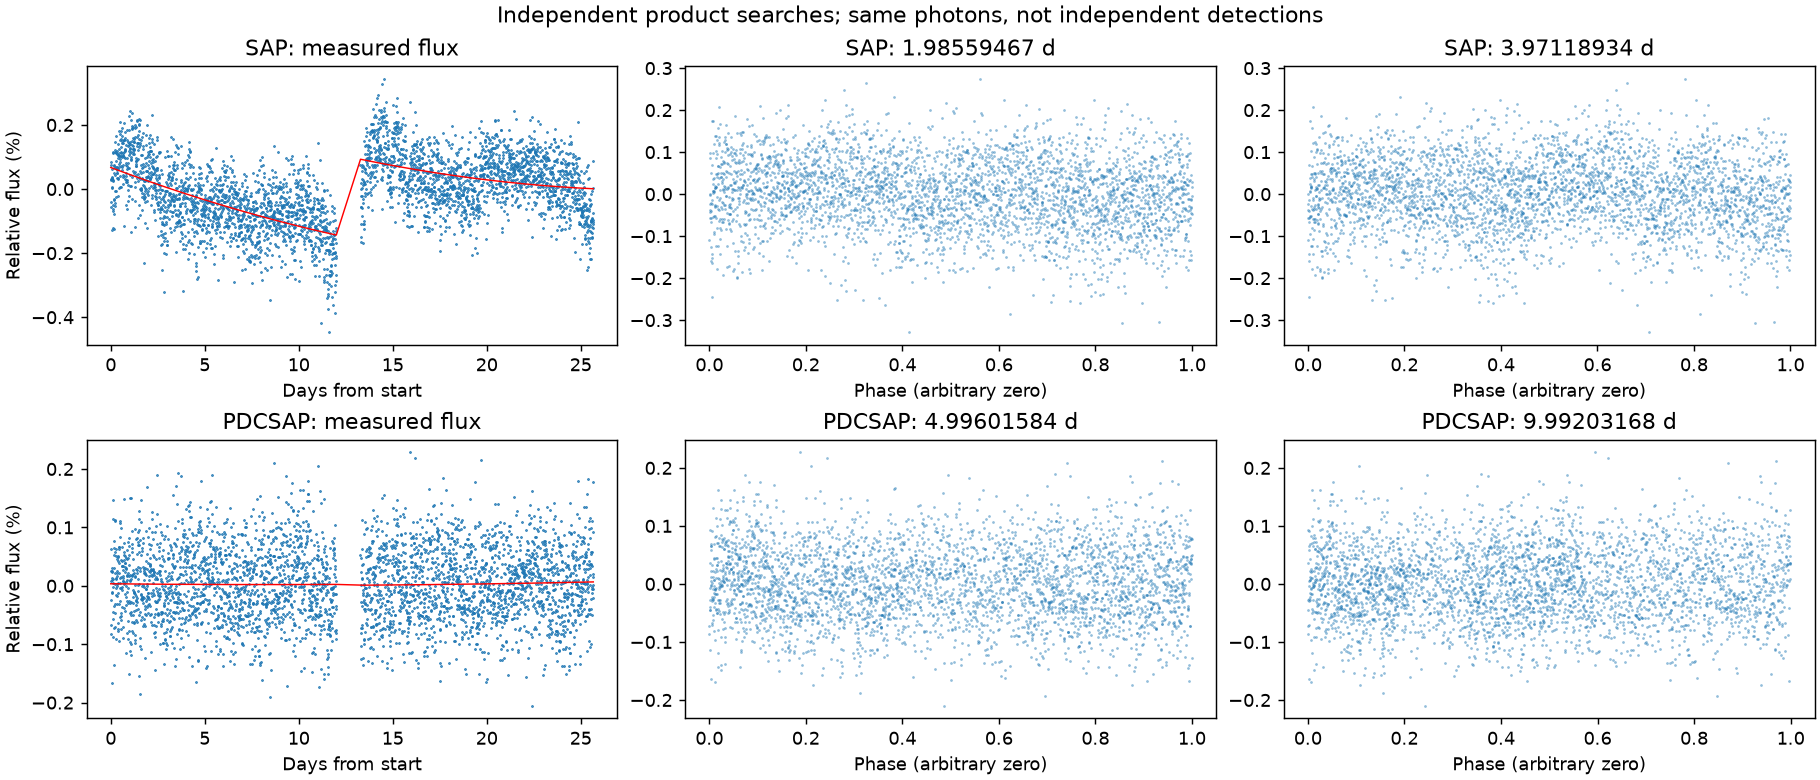 Independent product searches; same photons, not independent detections
SAP: measured flux
Relative flux (%)
0.2
0.0
−0.2
−0.4
0 5 10 15 20 25
Days from start
SAP: 1.98559467 d
0.3
0.2
0.1
0.0
−0.1
−0.2
−0.3
0.0 0.2 0.4 0.6 0.8 1.0
Phase (arbitrary zero)
SAP: 3.97118934 d
0.3
0.2
0.1
0.0
−0.1
−0.2
−0.3
0.0 0.2 0.4 0.6 0.8 1.0
Phase (arbitrary zero)
PDCSAP: measured flux
Relative flux (%)
0.2
0.1
0.0
−0.1
−0.2
0 5 10 15 20 25
Days from start
PDCSAP: 4.99601584 d
0.2
0.1
0.0
−0.1
−0.2
0.0 0.2 0.4 0.6 0.8 1.0
Phase (arbitrary zero)
PDCSAP: 9.99203168 d
0.2
0.1
0.0
−0.1
−0.2
0.0 0.2 0.4 0.6 0.8 1.0
Phase (arbitrary zero)